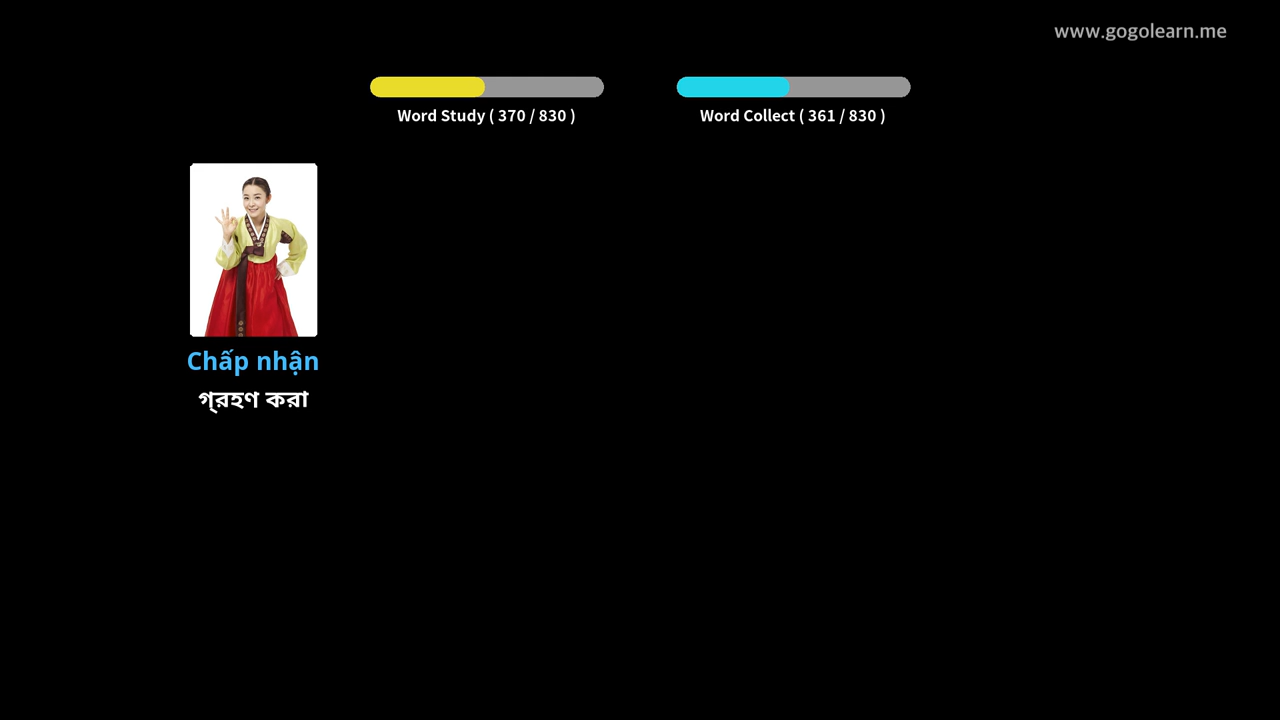 www.gogolearn.me
Word Study ( 370 / 830 )
Word Collect ( 361 / 830 )
Chấp nhận
গ্রহণ করা